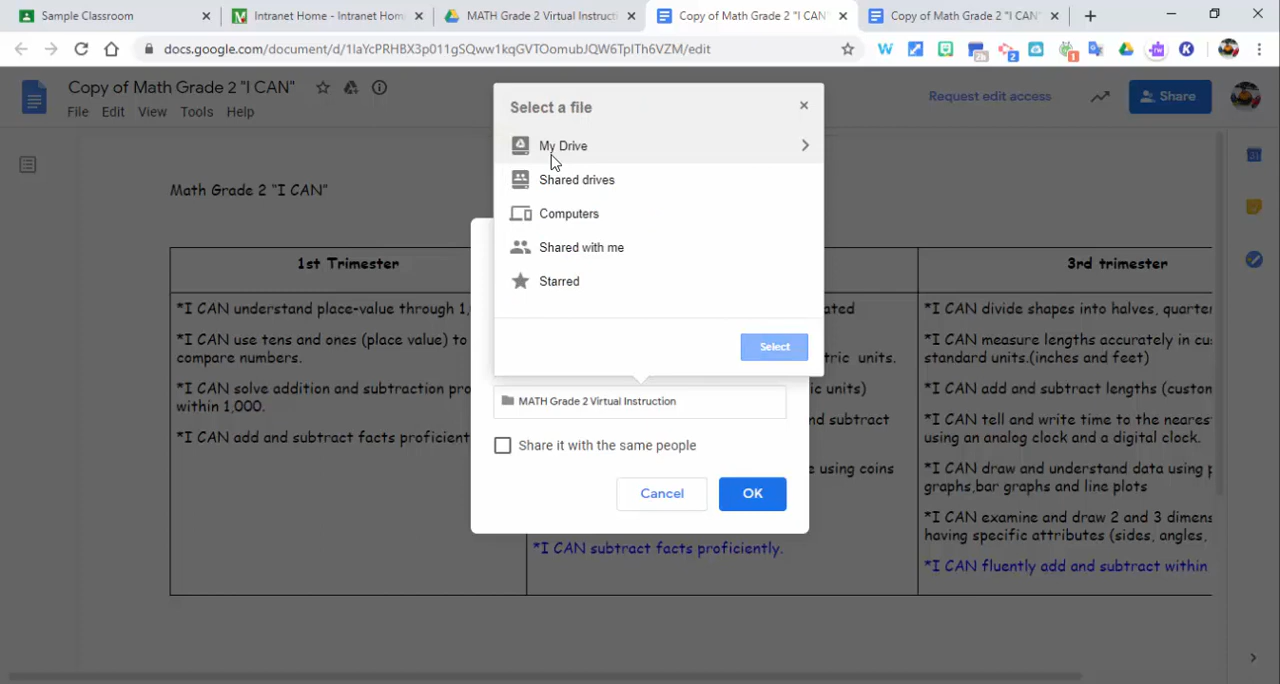 Sample Classroom
Intranet Home - Intranet Hom
MATH Grade 2 Virtual Instructi
Copy of Math Grade 2 "I CAN"
Copy of Math Grade 2 "I CAN"
docs.google.com/document/d/1IaYcPRHBX3p011gSQww1kqGVTOomubJQW6TpITh6VZM/edit
Copy of Math Grade 2 "I CAN"
File Edit View Tools Help
Request edit access
Share
Select a file
My Drive
Shared drives
Computers
Shared with me
Starred
Select
MATH Grade 2 Virtual Instruction
Share it with the same people
Cancel
OK
Math Grade 2 "I CAN"
1st Trimester
*I CAN understand place-value through 1,
*I CAN use tens and ones (place value) to
compare numbers.
*I CAN solve addition and subtraction pro
within 1,000.
*I CAN add and subtract facts proficient
ated
tric units.
ic units)
d subtract
e using coins
*I CAN subtract facts proficiently.
3rd trimester
*I CAN divide shapes into halves, quarter
*I CAN measure lengths accurately in cu
standard units.(inches and feet)
*I CAN add and subtract lengths (custom
*I CAN tell and write time to the neares
using an analog clock and a digital clock.
*I CAN draw and understand data using p
graphs,bar graphs and line plots
*I CAN examine and draw 2 and 3 dimens
having specific attributes (sides, angles,
*I CAN fluently add and subtract within